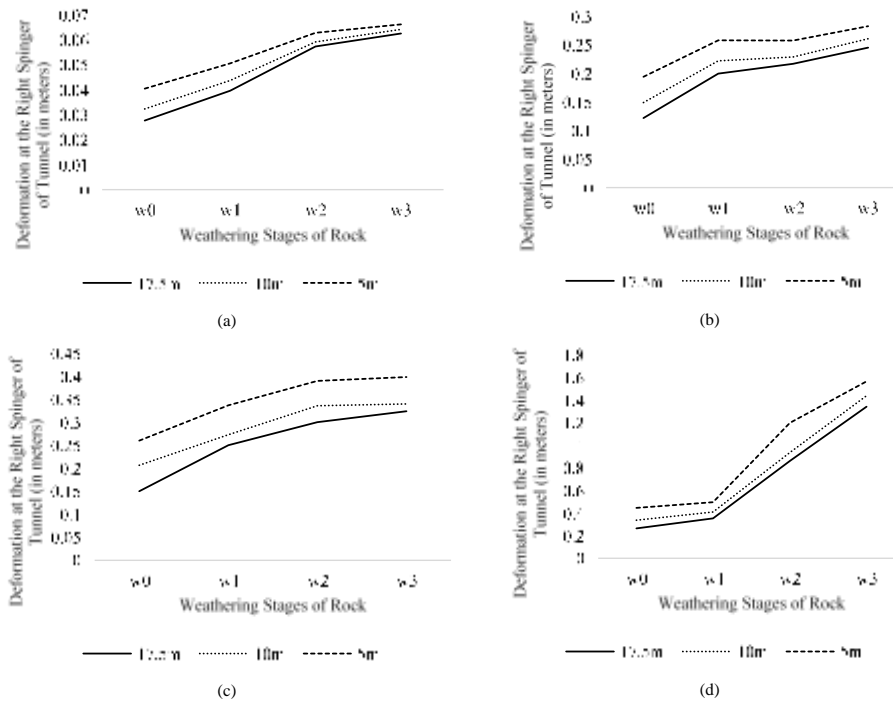 0.07
0.06
0.05
0.04
0.03
0.02
0.01
0
Deformation at the Right Spinger
of Tunnel (in meters)
w0 w1 w2 w3
Weathering Stages of Rock
17.5m 10m 5m
(a)
0.3
0.25
0.2
0.15
0.1
0.05
0
Deformation at the Right Spinger
of Tunnel (in meters)
w0 w1 w2 w3
Weathering Stages of Rock
17.5m 10m 5m
(b)
0.45
0.4
0.35
0.3
0.25
0.2
0.15
0.1
0.05
0
Deformation at the Right Spinger of
Tunnel (in meters)
w0 w1 w2 w3
Weathering Stages of Rock
17.5m 10m 5m
(c)
1.8
1.6
1.4
1.2
0.8
0.6
0.4
0.2
0
Deformation at the Right Spinger of
Tunnel (in meters)
w0 w1 w2 w3
Weathering Stages of Rock
17.5m 10m 5m
(d)